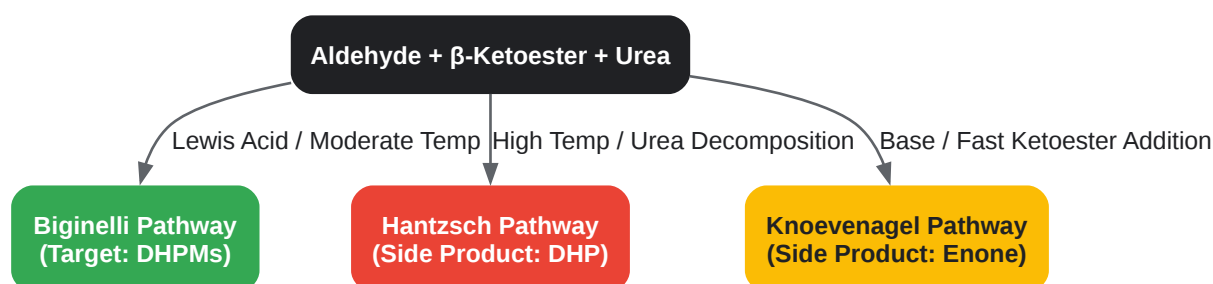 Aldehyde + β-Ketoester + Urea
Lewis Acid / Moderate Temp
High Temp / Urea Decomposition
Base / Fast Ketoester Addition
Biginelli Pathway
(Target: DHPMs)
Hantzsch Pathway
(Side Product: DHP)
Knoevenagel Pathway
(Side Product: Enone)